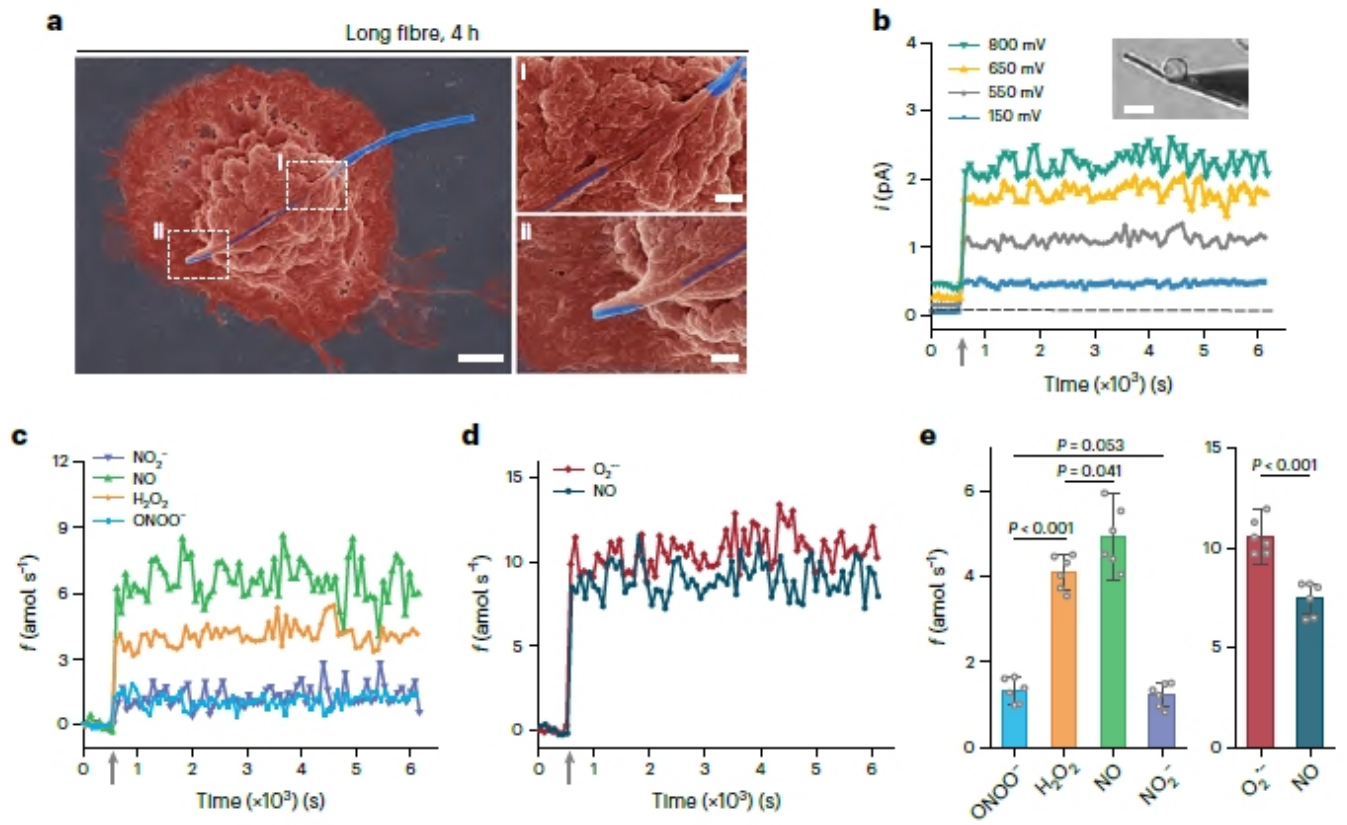 a
Long fibre, 4 h
i
ii
i
ii
b
800 mV
650 mV
550 mV
150 mV
4
3
2
1
0
i (pA)
0 1 2 3 4 5 6
Time (×10³) (s)
c
NO₂⁻
NO
H₂O₂
ONOO⁻
12
9
6
3
0
f (amol s⁻¹)
0 1 2 3 4 5 6
Time (×10³) (s)
d
O₂•⁻
NO
15
10
5
0
f (amol s⁻¹)
0 1 2 3 4 5 6
Time (×10³) (s)
e
P = 0.053
P = 0.041
P < 0.001
6
4
2
0
f (amol s⁻¹)
ONOO⁻ H₂O₂ NO NO₂⁻
P < 0.001
15
10
5
0
O₂•⁻ NO